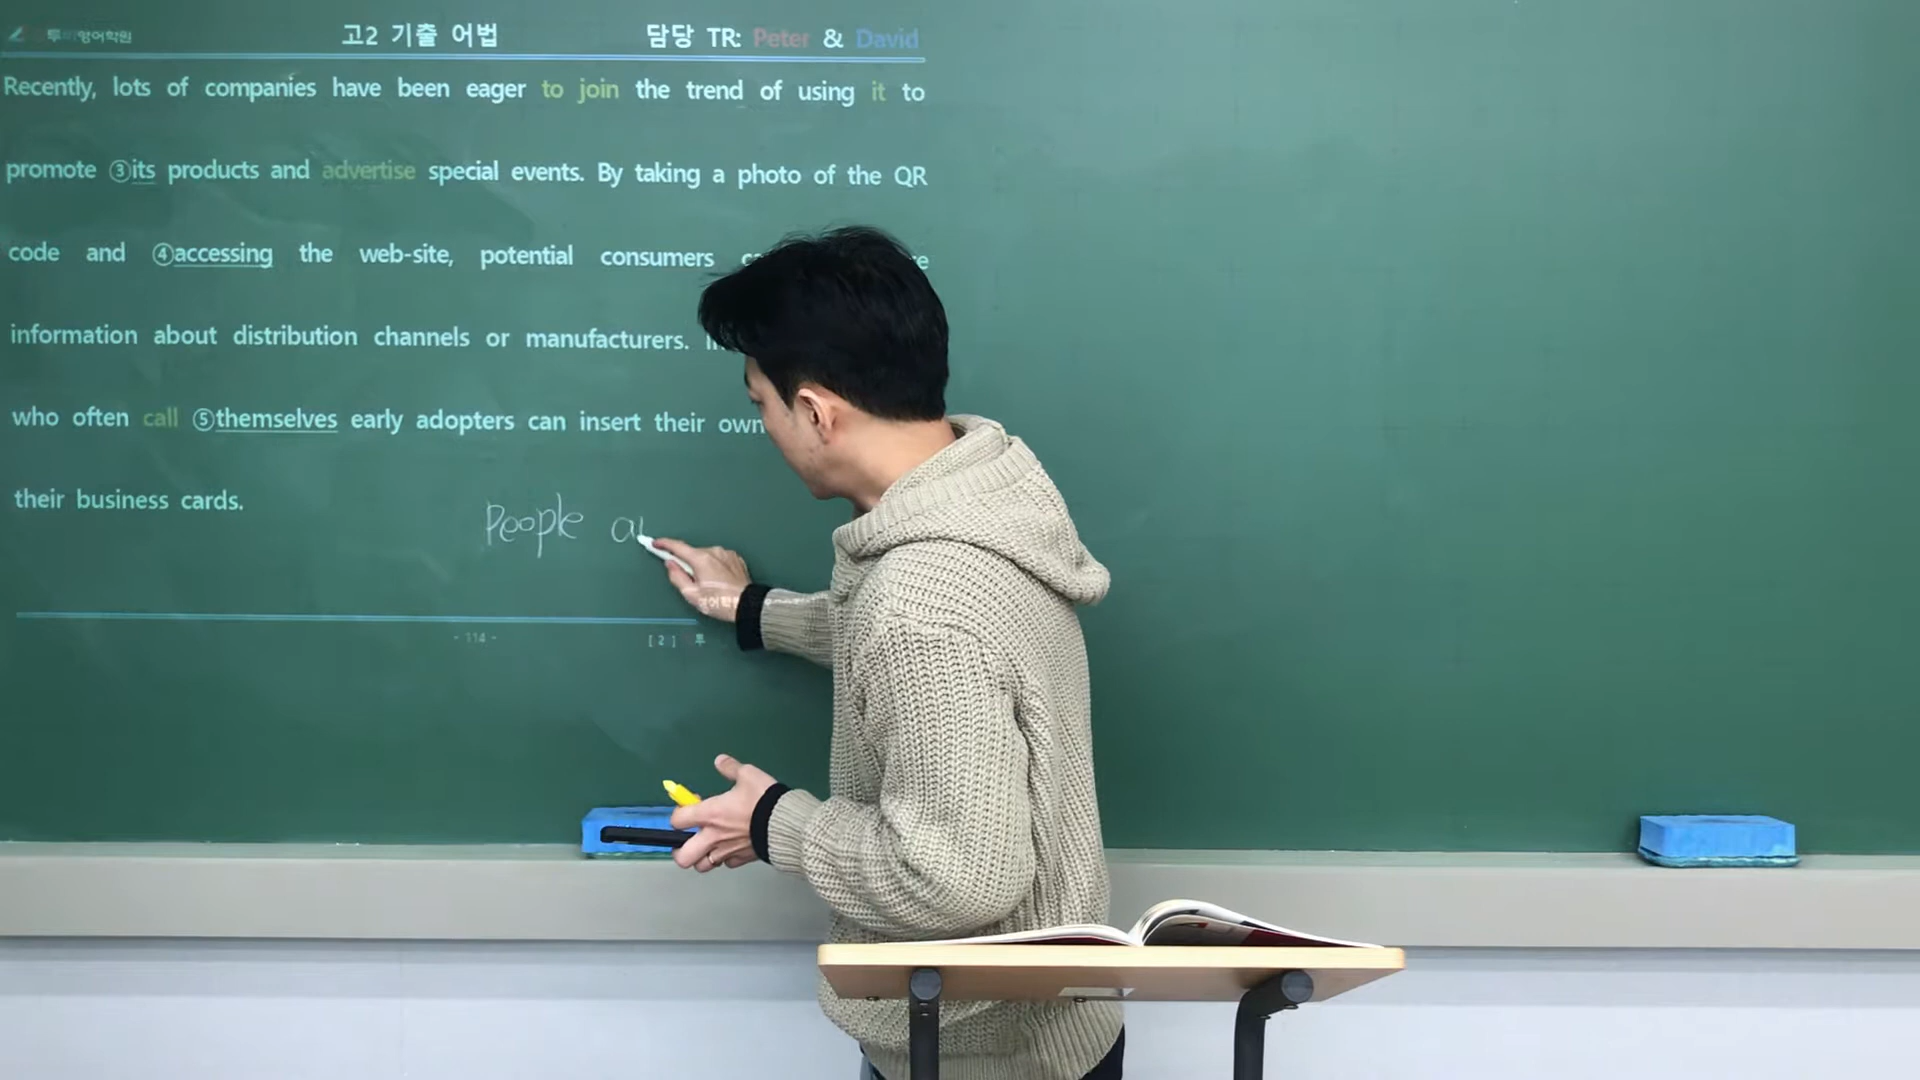 투 영어학원 고2 기출 어법 담당 TR: Peter & David
Recently, lots of companies have been eager to join the trend of using it to
promote ③its products and advertise special events. By taking a photo of the QR
code and ④accessing the web-site, potential consumers
information about distribution channels or manufacturers.
who often call ⑤themselves early adopters can insert their own
their business cards.
People
- 114 - [ 2 ] 투